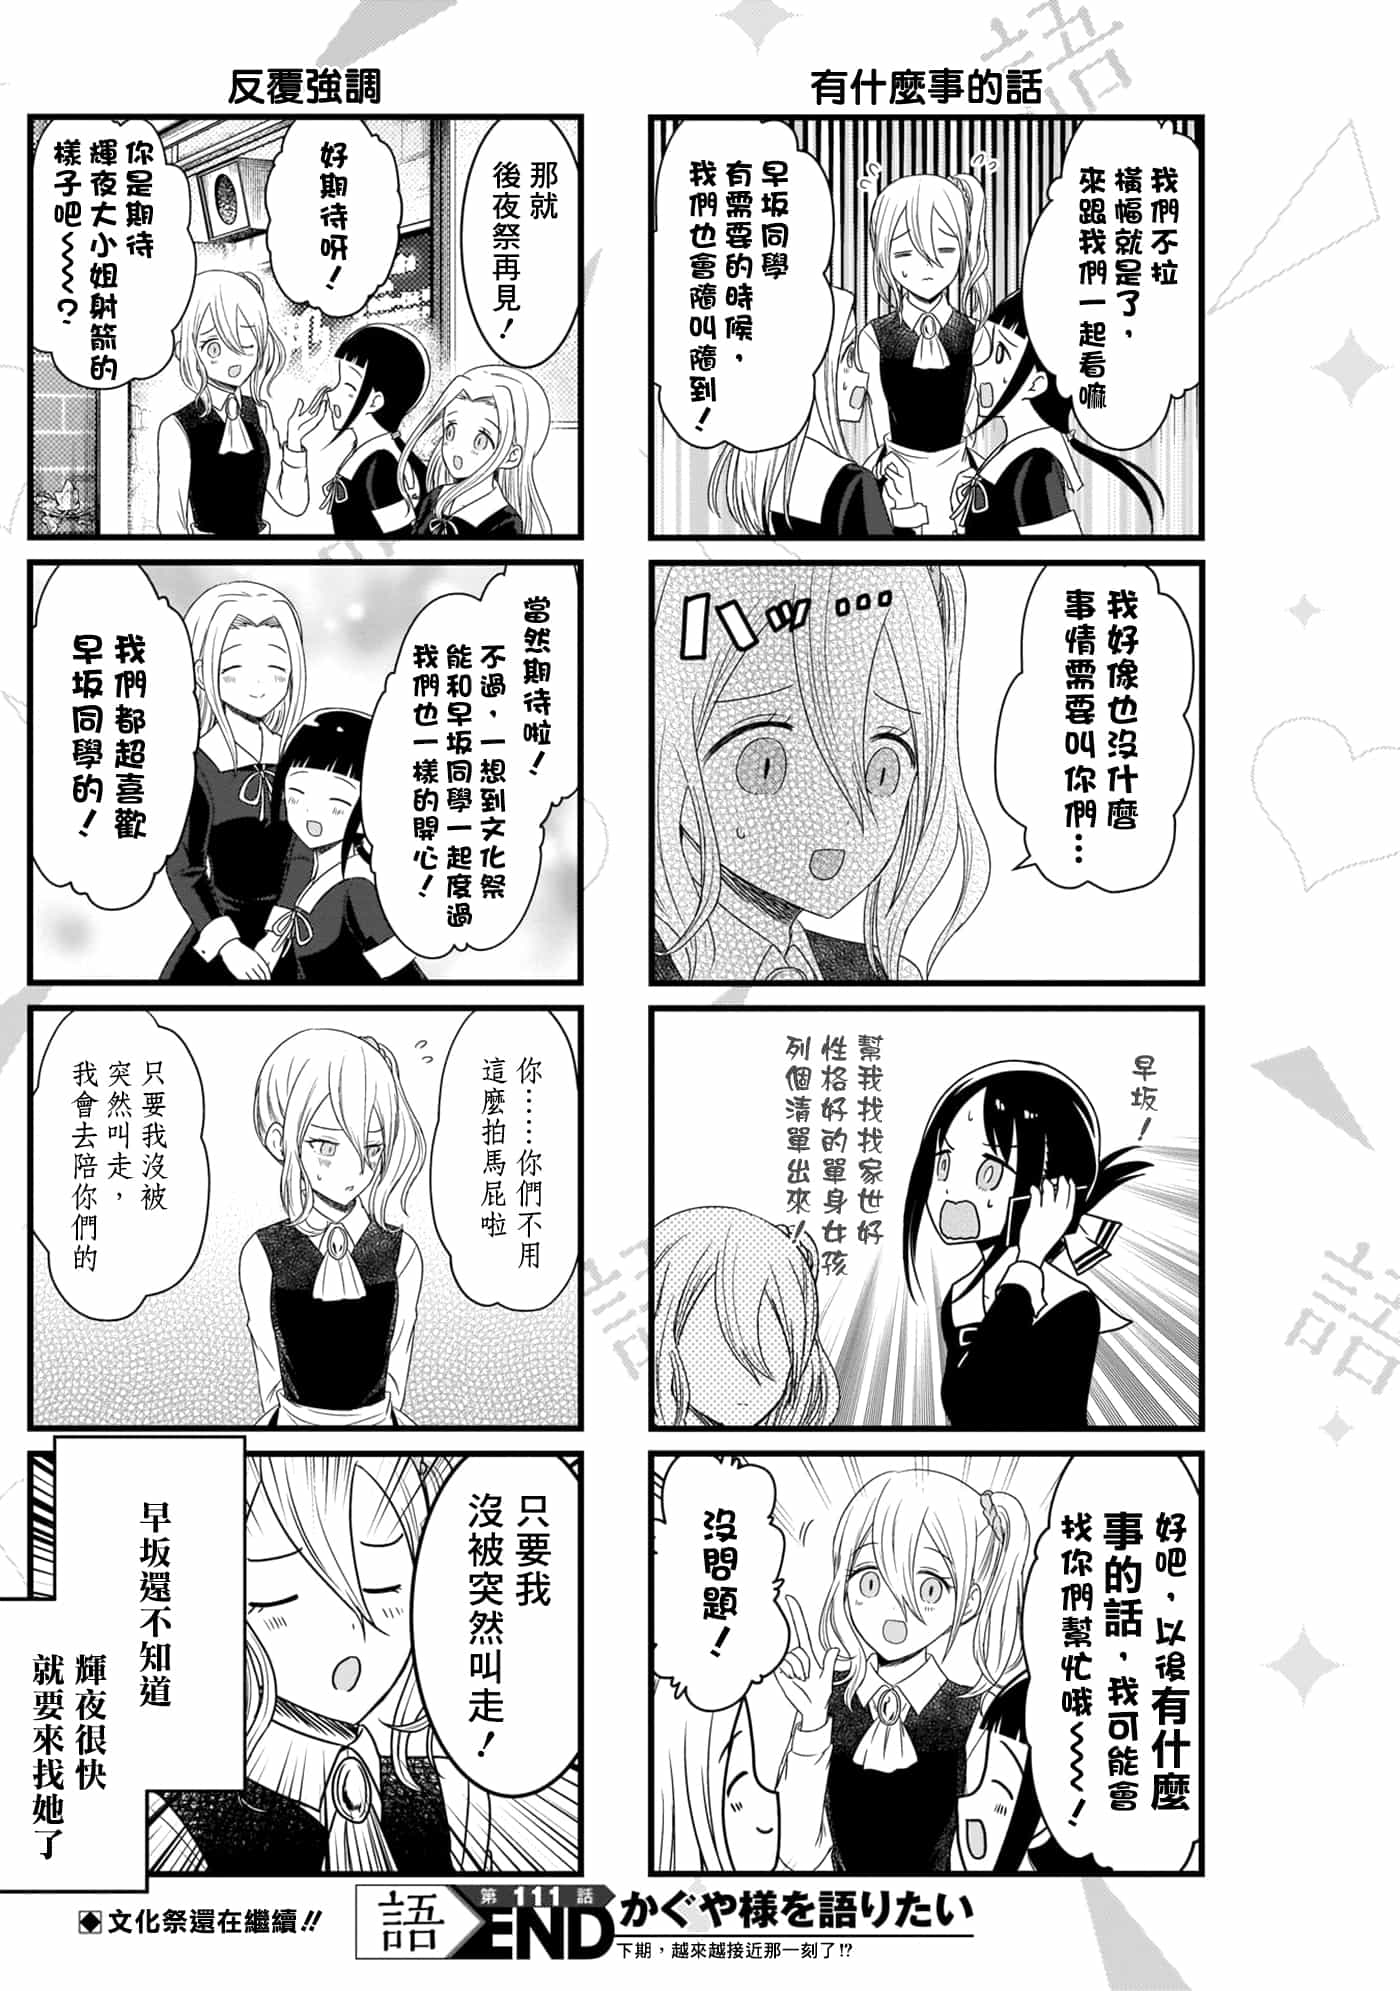 有什麼事的話
我們不拉
橫幅就是了，
來跟我們一起看嘛
早坂同學
有需要的時候，
我們也會隨叫隨到！
我好像也沒什麼
事情需要叫你們…
ハッ…
早坂！
幫我找找家世好
性格好的單身女孩
列個清單出來！
好吧，以後有什麼
事的話，我可能會
找你們幫忙哦～～～～！
沒問題！
反覆強調
那就
後夜祭再見！
好期待呀！
你是期待
輝夜大小姐射箭的
樣子吧～～～～？
當然期待啦！
不過，一想到文化祭
能和早坂同學一起度過
我們也一樣的開心！
我們都超喜歡
早坂同學的！
你……你們不用
這麼拍馬屁啦
只要我沒被
突然叫走，
我會去陪你們的
只要我
沒被突然叫走！
早坂還不知道
輝夜很快
就要來找她了
文化祭還在繼續!!
語
第111話
END
かぐや様を語りたい
下期，越來越接近那一刻了!?
語
語
語